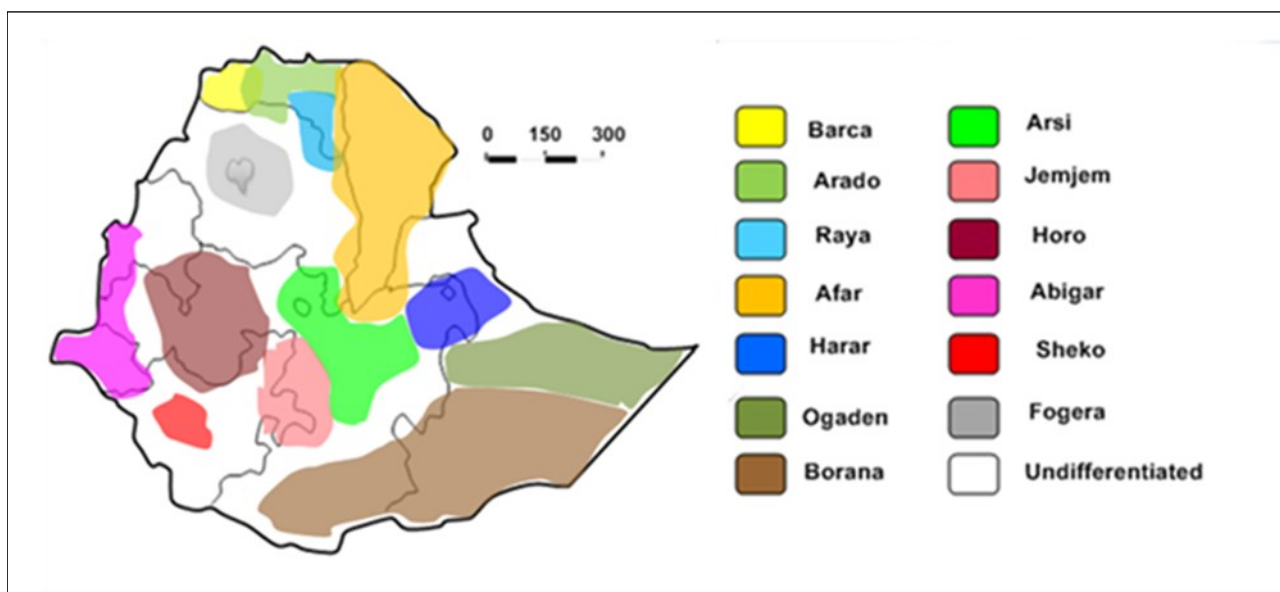 0 150 300
Barca
Arado
Raya
Afar
Harar
Ogaden
Borana
Arsi
Jemjem
Horo
Abigar
Sheko
Fogera
Undifferentiated